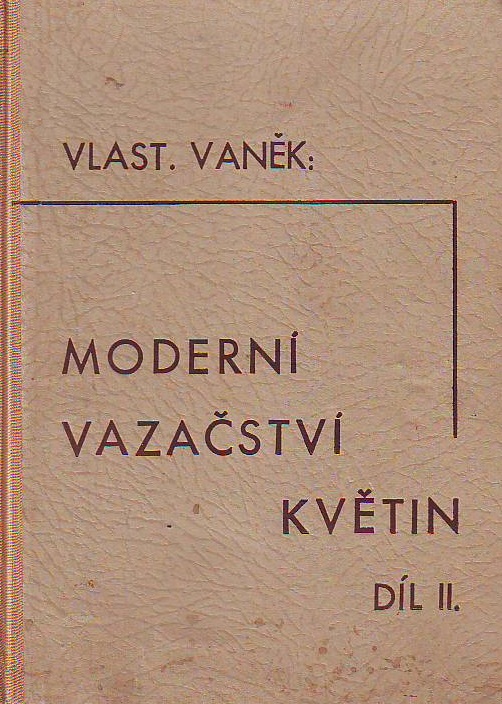 VLAST. VANĚK:
MODERNÍ
VAZAČSTVÍ
KVĚTIN
DÍL II.